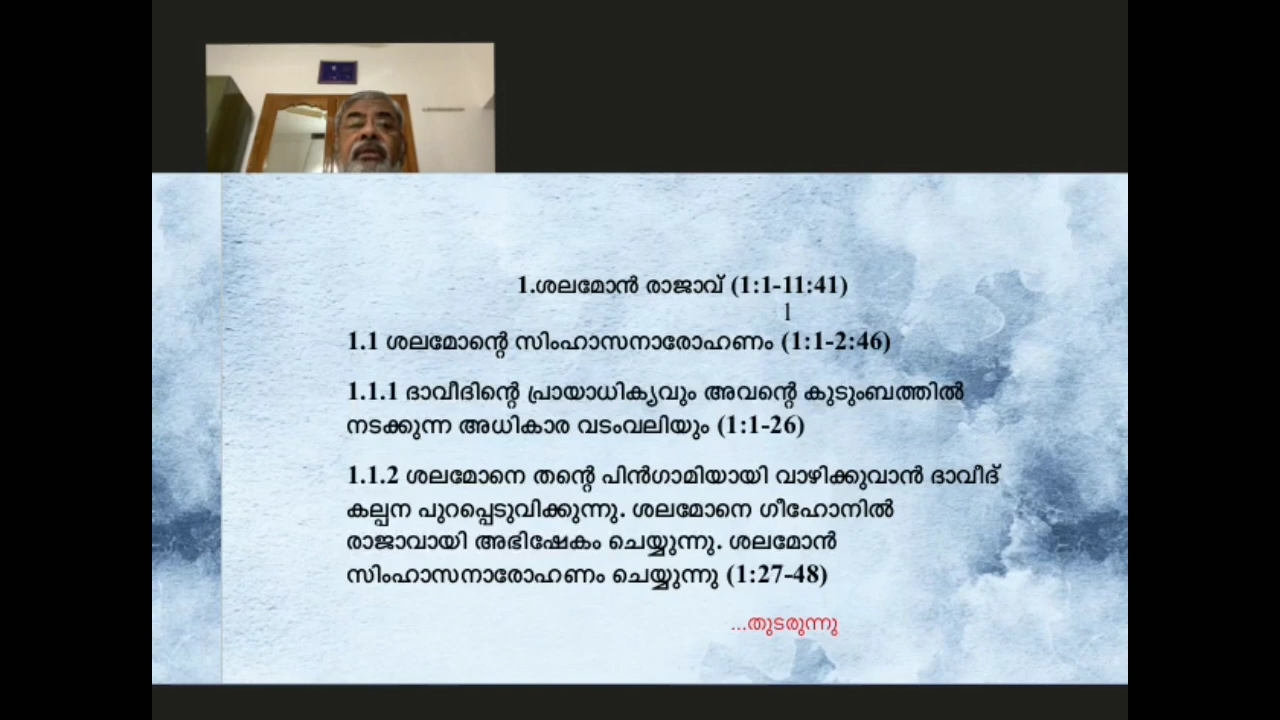 1.ശലമോൻ രാജാവ് (1:1-11:41)
1.1 ശലമോന്റെ സിംഹാസനാരോഹണം (1:1-2:46)
1.1.1 ദാവീദിന്റെ പ്രായാധിക്യവും അവന്റെ കുടുംബത്തിൽ
നടക്കുന്ന അധികാര വടംവലിയും (1:1-26)
1.1.2 ശലമോനെ തന്റെ പിൻഗാമിയായി വാഴിക്കുവാൻ ദാവീദ്
കല്പന പുറപ്പെടുവിക്കുന്നു. ശലമോനെ ഗീഹോനിൽ
രാജാവായി അഭിഷേകം ചെയ്യുന്നു. ശലമോൻ
സിംഹാസനാരോഹണം ചെയ്യുന്നു (1:27-48)
...തുടരുന്നു